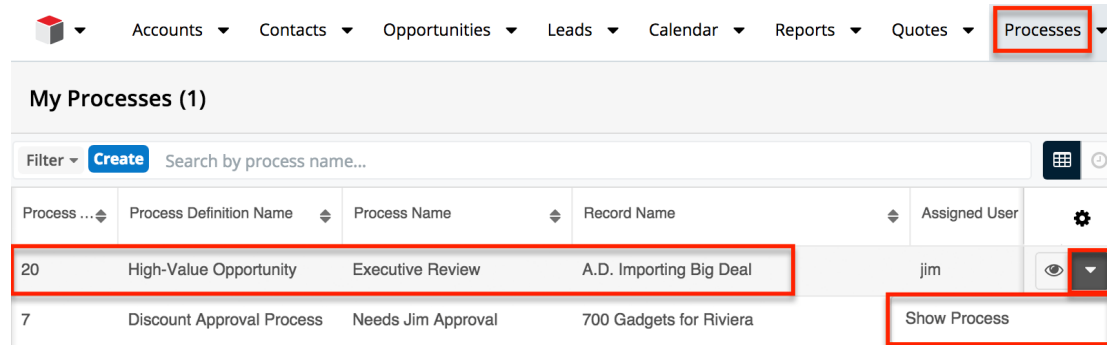 Accounts Contacts Opportunities Leads Calendar Reports Quotes Processes
My Processes (1)
Filter Create Search by process name...
Process ... Process Definition Name Process Name Record Name Assigned User
20 High-Value Opportunity Executive Review A.D. Importing Big Deal jim
7 Discount Approval Process Needs Jim Approval 700 Gadgets for Riviera Show Process